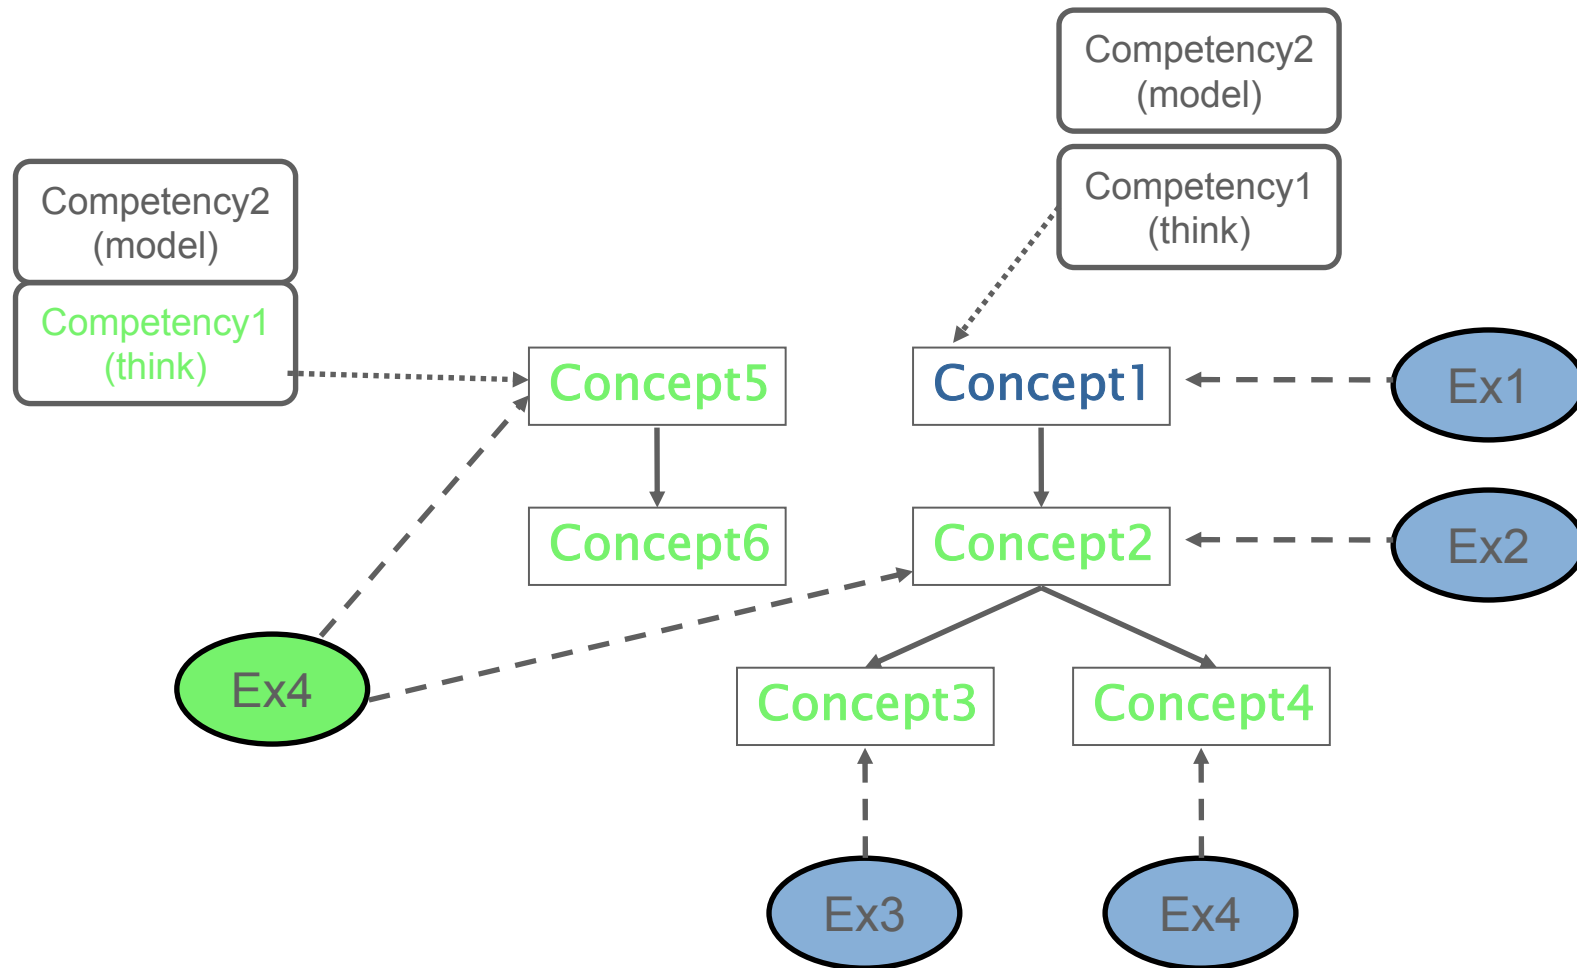 Competency2
(model)
Competency1
(think)
Competency2
(model)
Competency1
(think)
Concept5
Concept1
Ex1
Concept6
Concept2
Ex2
Ex4
Concept3
Concept4
Ex3
Ex4